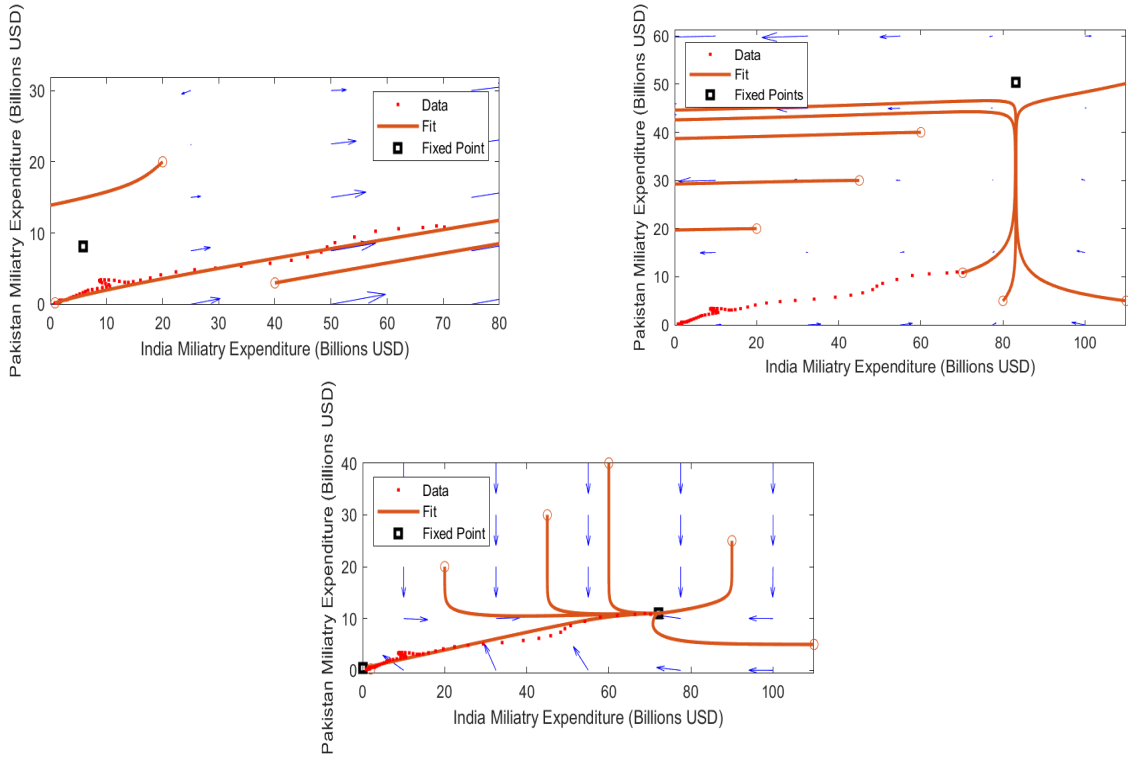 Pakistan Miliatry Expenditure (Billions USD)
30
20
10
0
Data
Fit
Fixed Point
0 10 20 30 40 50 60 70 80
India Miliatry Expenditure (Billions USD)
Pakistan Miliatry Expenditure (Billions USD)
60
50
40
30
20
10
0
Data
Fit
Fixed Points
0 20 40 60 80 100
India Miliatry Expenditure (Billions USD)
Pakistan Miliatry Expenditure (Billions USD)
40
30
20
10
0
Data
Fit
Fixed Point
0 20 40 60 80 100
India Miliatry Expenditure (Billions USD)